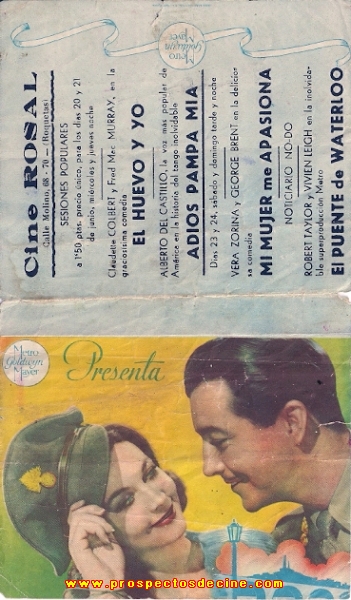 Metro
Goldwyn
Mayer
Cine ROSAL
Calle Molino, 68 - 70 — (Roquetas)
SESIONES POPULARES
a 1'50 ptas. precio único, para los días 20 y 21
de junio, miércoles y jueves noche
Claudette COLBERT y Fred Mac MURRAY, en la
graciosísima comedia
EL HUEVO Y YO
ALBERTO DEL CASTILLO, la voz más popular de
América en la historia del tango inolvidable
ADIOS PAMPA MIA
Días 23 y 24, sábado y domingo tarde y noche
VERA ZORINA y GEORGE BRENT en la delicio-
sa comedia
MI MUJER me APASIONA
NOTICIARIO NO-DO
ROBERT TAYLOR y VIVIEN LEIGH en la inolvida-
ble superproducción Metro
El PUENTE de WATERLOO
Metro
Goldwyn
Mayer
Presenta
www.prospectosdecine.com